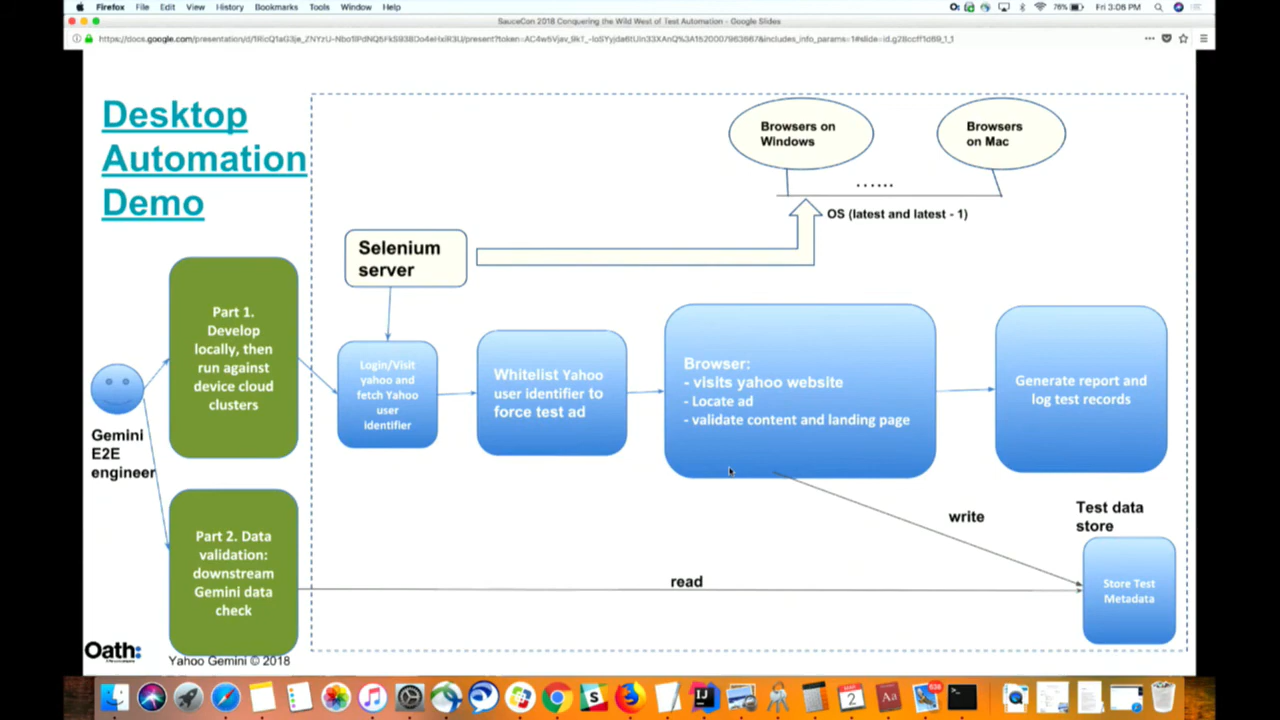 Firefox File Edit View History Bookmarks Tools Window Help
76% Fri 3:06 PM
SauceCon 2018 Conquering the Wild West of Test Automation - Google Slides
Desktop
Automation
Demo
Browsers on
Windows
Browsers
on Mac
......
OS (latest and latest - 1)
Selenium
server
Part 1.
Develop
locally, then
run against
device cloud
clusters
Login/Visit
yahoo and
fetch Yahoo
user
identifier
Whitelist Yahoo
user identifier to
force test ad
Browser:
- visits yahoo website
- Locate ad
- validate content and landing page
Generate report and
log test records
Gemini
E2E
engineer
Part 2. Data
validation:
downstream
Gemini data
check
read
write
Test data
store
Store Test
Metadata
Oath:
Yahoo Gemini © 2018